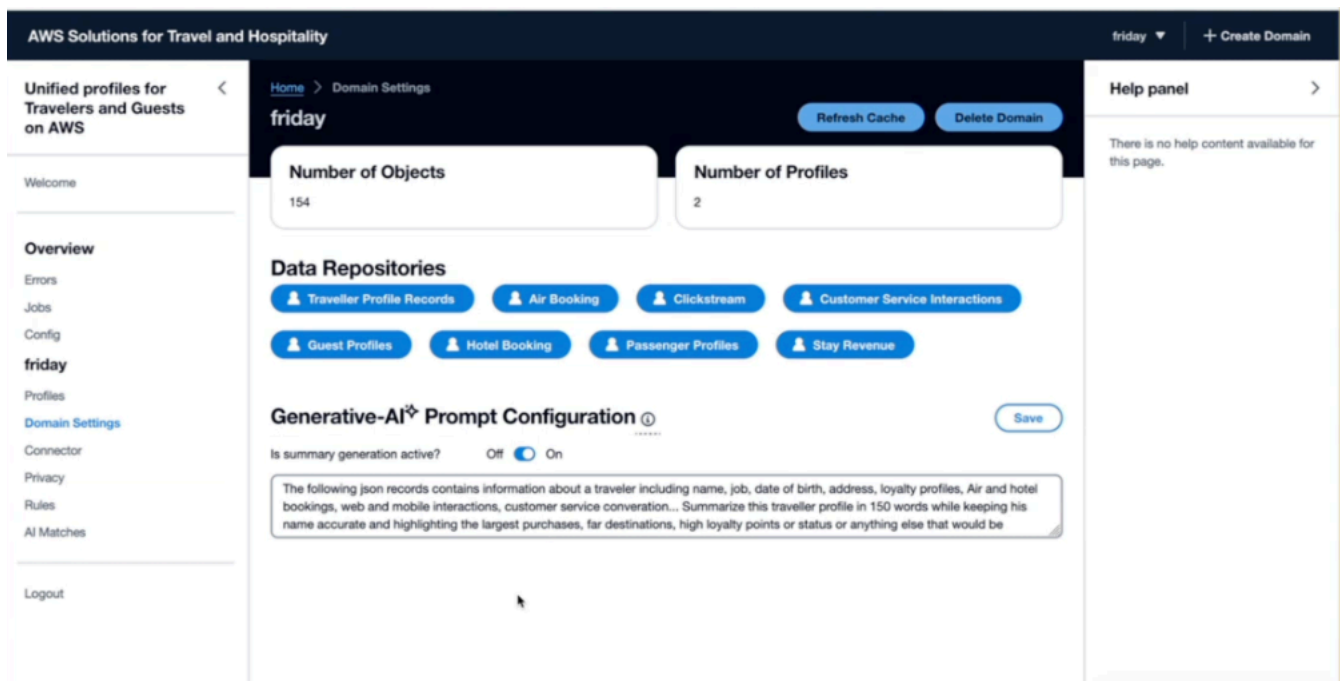 AWS Solutions for Travel and Hospitality
friday ▼
+ Create Domain
Unified profiles for
Travelers and Guests
on AWS
Welcome
Overview
Errors
Jobs
Config
friday
Profiles
Domain Settings
Connector
Privacy
Rules
AI Matches
Logout
Home > Domain Settings
friday
Refresh Cache
Delete Domain
Number of Objects
154
Number of Profiles
2
Data Repositories
Traveller Profile Records
Air Booking
Clickstream
Customer Service Interactions
Guest Profiles
Hotel Booking
Passenger Profiles
Stay Revenue
Generative-AI Prompt Configuration
Save
Is summary generation active? Off On
The following json records contains information about a traveler including name, job, date of birth, address, loyalty profiles, Air and hotel
bookings, web and mobile interactions, customer service converation... Summarize this traveller profile in 150 words while keeping his
name accurate and highlighting the largest purchases, far destinations, high loyalty points or status or anything else that would be
Help panel
There is no help content available for
this page.